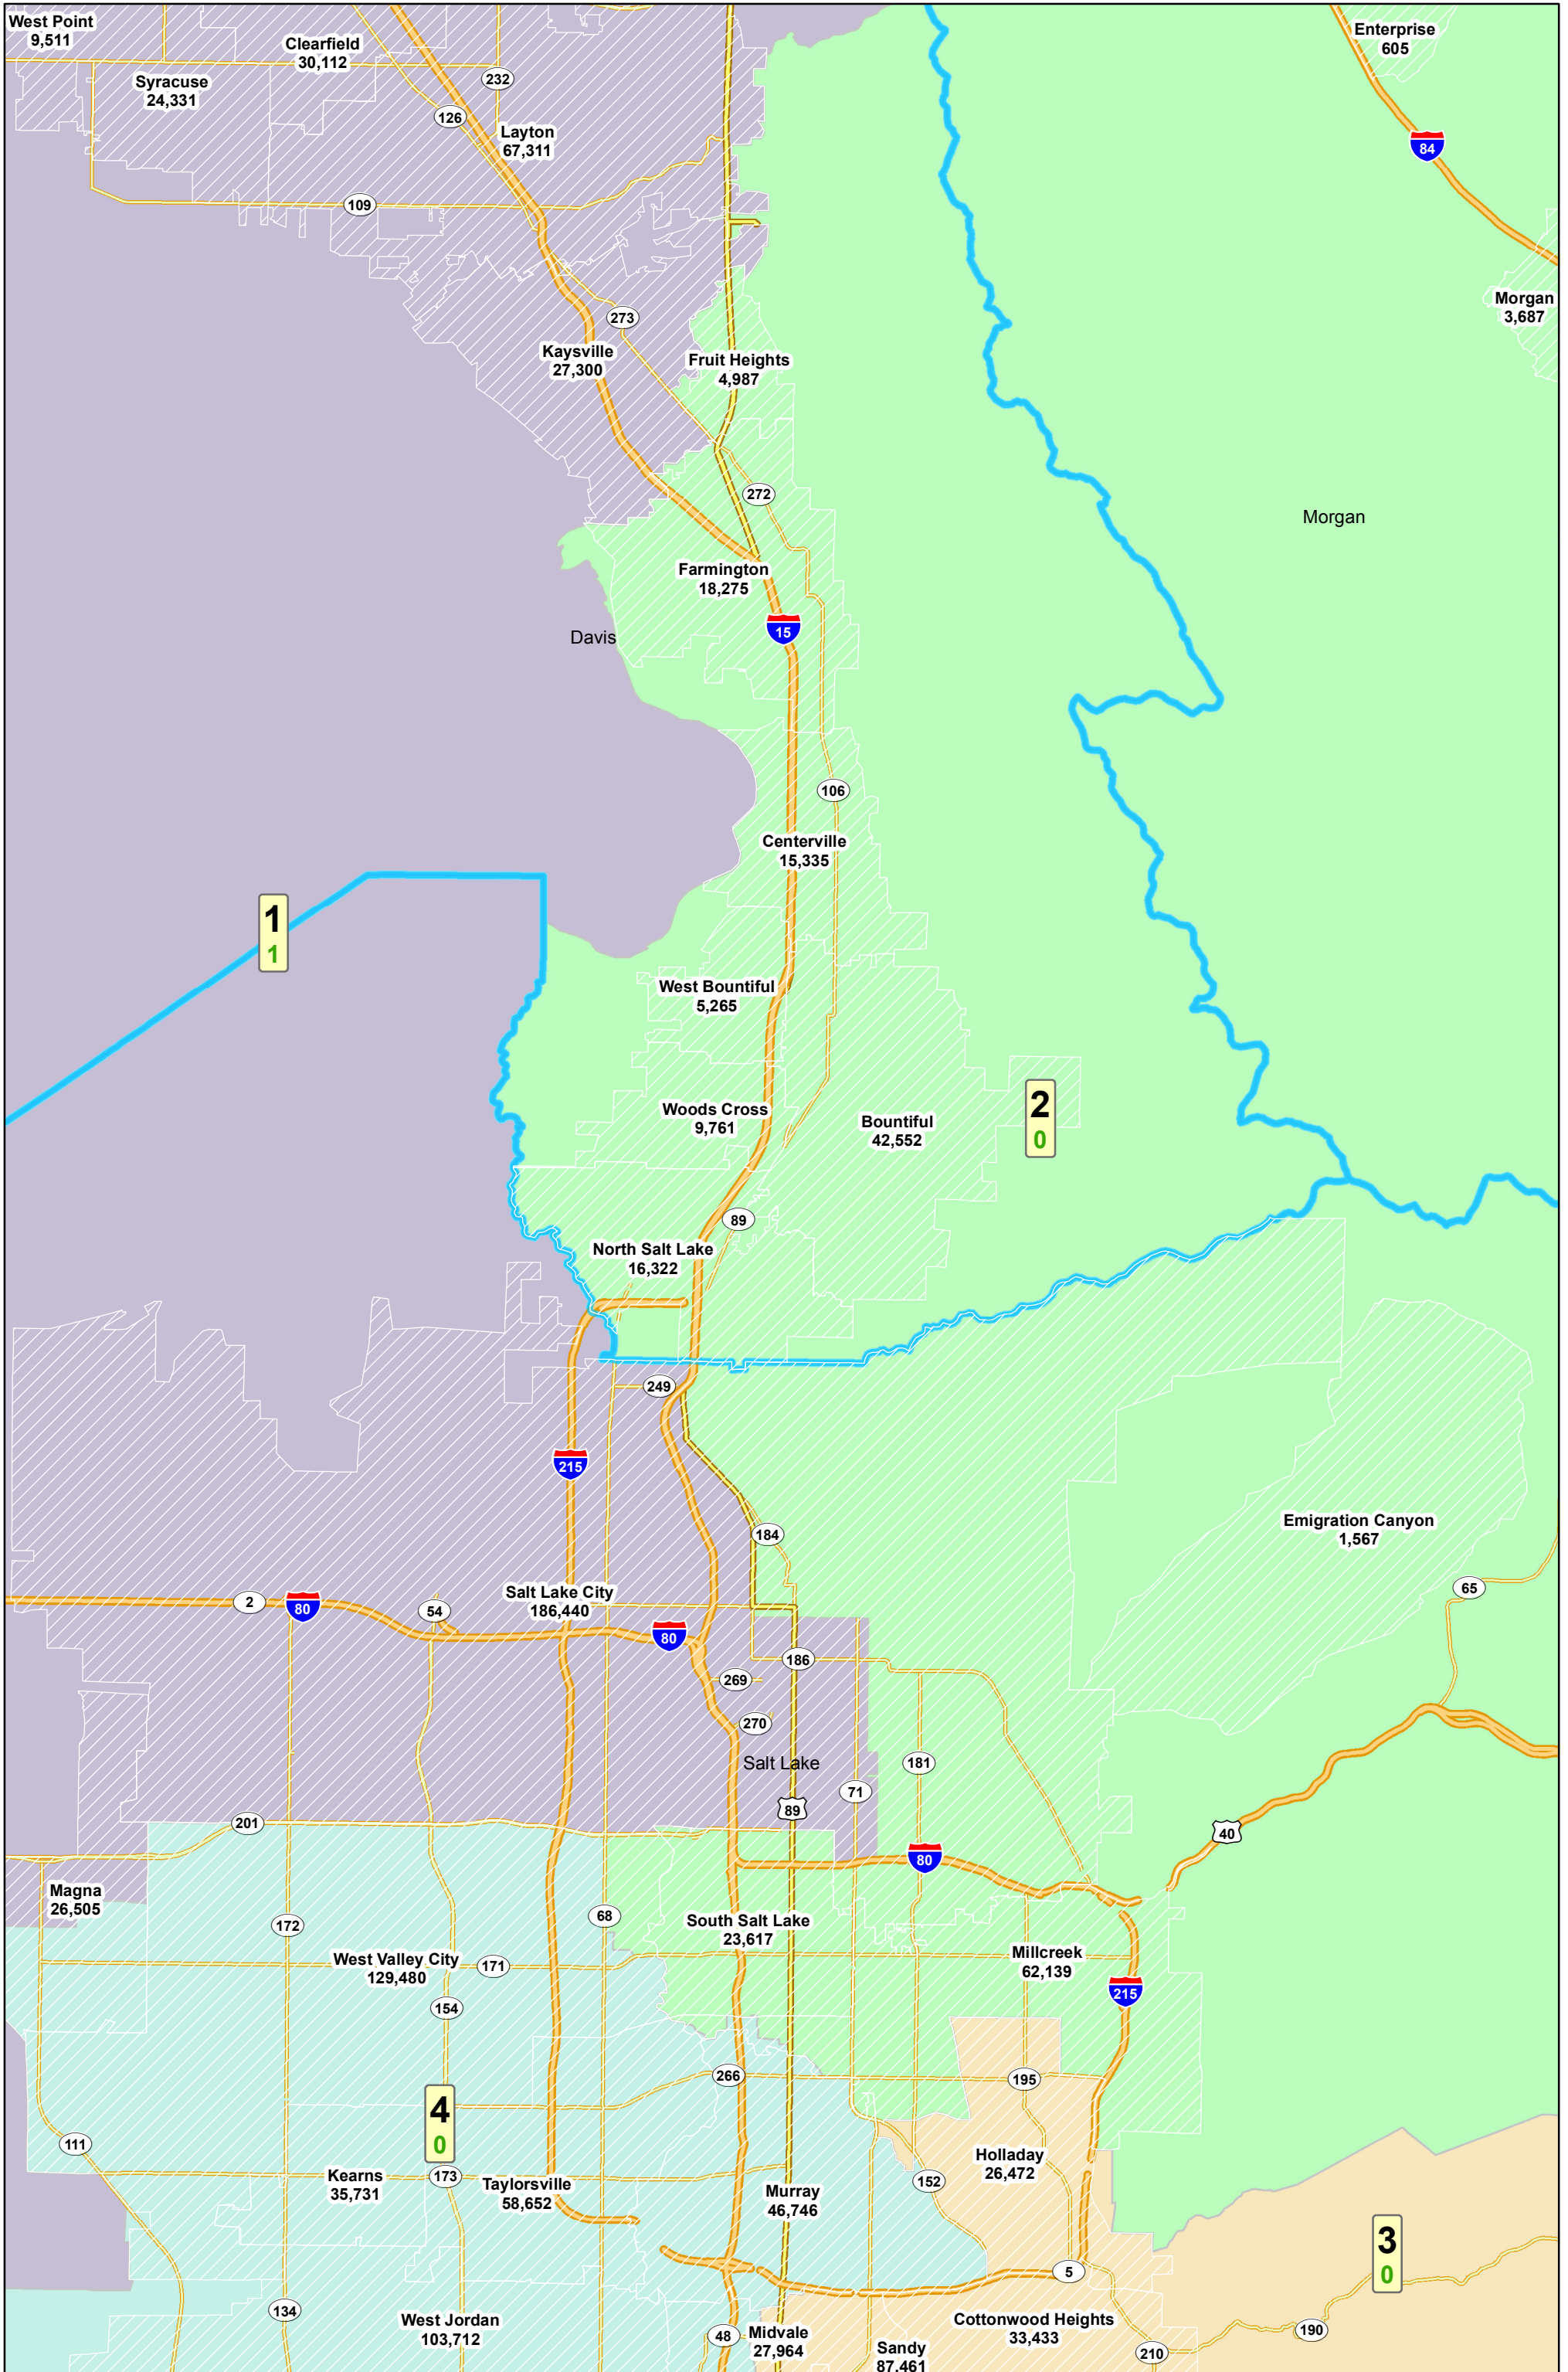 West Point
9,511
Clearfield
30,112
Enterprise
605
Syracuse
24,331
232
126
Layton
67,311
84
109
Morgan
3,687
273
Kaysville
27,300
Fruit Heights
4,987
272
Morgan
Farmington
18,275
15
Davis
106
Centerville
15,335
1
1
West Bountiful
5,265
Woods Cross
9,761
Bountiful
42,552
2
0
89
North Salt Lake
16,322
249
215
184
Emigration Canyon
1,567
65
2
80
54
Salt Lake City
186,440
80
186
269
270
Salt Lake
181
71
89
201
40
80
Magna
26,505
68
172
South Salt Lake
23,617
West Valley City
129,480
171
Millcreek
62,139
154
215
266
195
4
0
111
Kearns
35,731
173
Taylorsville
58,652
Murray
46,746
152
Holladay
26,472
3
0
5
134
West Jordan
103,712
48
Midvale
27,964
Sandy
87,461
Cottonwood Heights
33,433
190
210